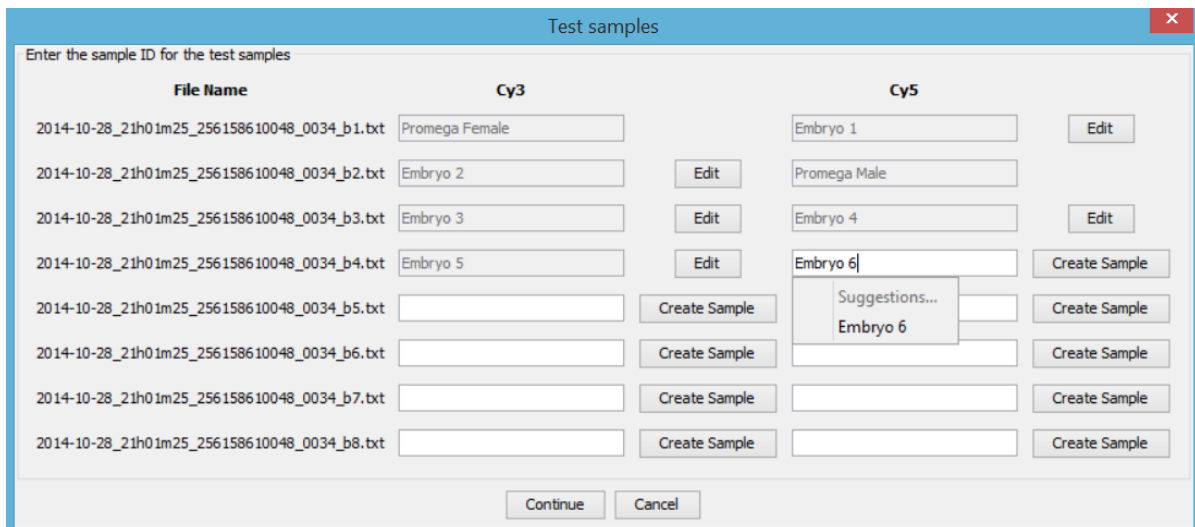 Test samples
Enter the sample ID for the test samples
File Name Cy3 Cy5
2014-10-28_21h01m25_256158610048_0034_b1.txt Promega Female Embryo 1 Edit
2014-10-28_21h01m25_256158610048_0034_b2.txt Embryo 2 Edit Promega Male
2014-10-28_21h01m25_256158610048_0034_b3.txt Embryo 3 Edit Embryo 4 Edit
2014-10-28_21h01m25_256158610048_0034_b4.txt Embryo 5 Edit Embryo 6 Create Sample
Suggestions...
2014-10-28_21h01m25_256158610048_0034_b5.txt Create Sample Create Sample
Embryo 6
2014-10-28_21h01m25_256158610048_0034_b6.txt Create Sample Create Sample
2014-10-28_21h01m25_256158610048_0034_b7.txt Create Sample Create Sample
2014-10-28_21h01m25_256158610048_0034_b8.txt Create Sample Create Sample
Continue Cancel